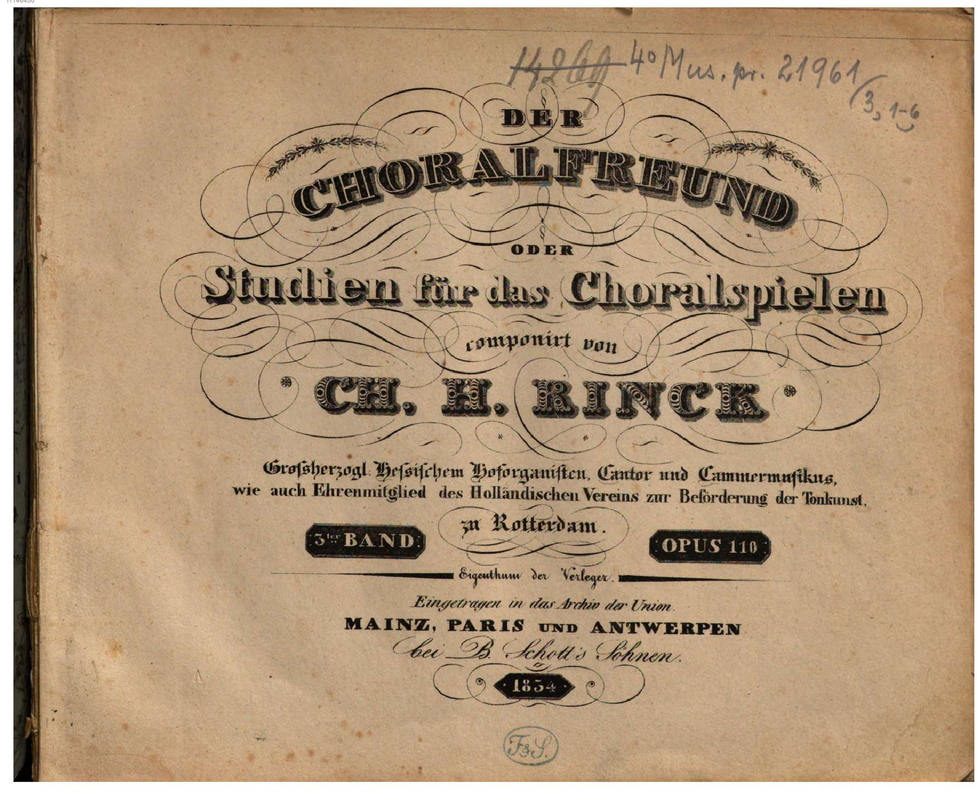 14269 4° Mus. pr. 21961
/3, 1-6
DER
CHORALFREUND
ODER
Studien für das Choralspielen
componirt von
CH. H. RINCK
Grofsherzogl. Hefsischem Hoforganisten, Cantor und Cammermusikus,
wie auch Ehrenmitglied des Holländischen Vereins zur Beförderung der Tonkunst,
zu Rotterdam.
3ter BAND
OPUS 110
Eigenthum der Verleger.
Eingetragen in das Archiv der Union.
MAINZ, PARIS UND ANTWERPEN
bei B. Schott's Söhnen.
1834
F&S.